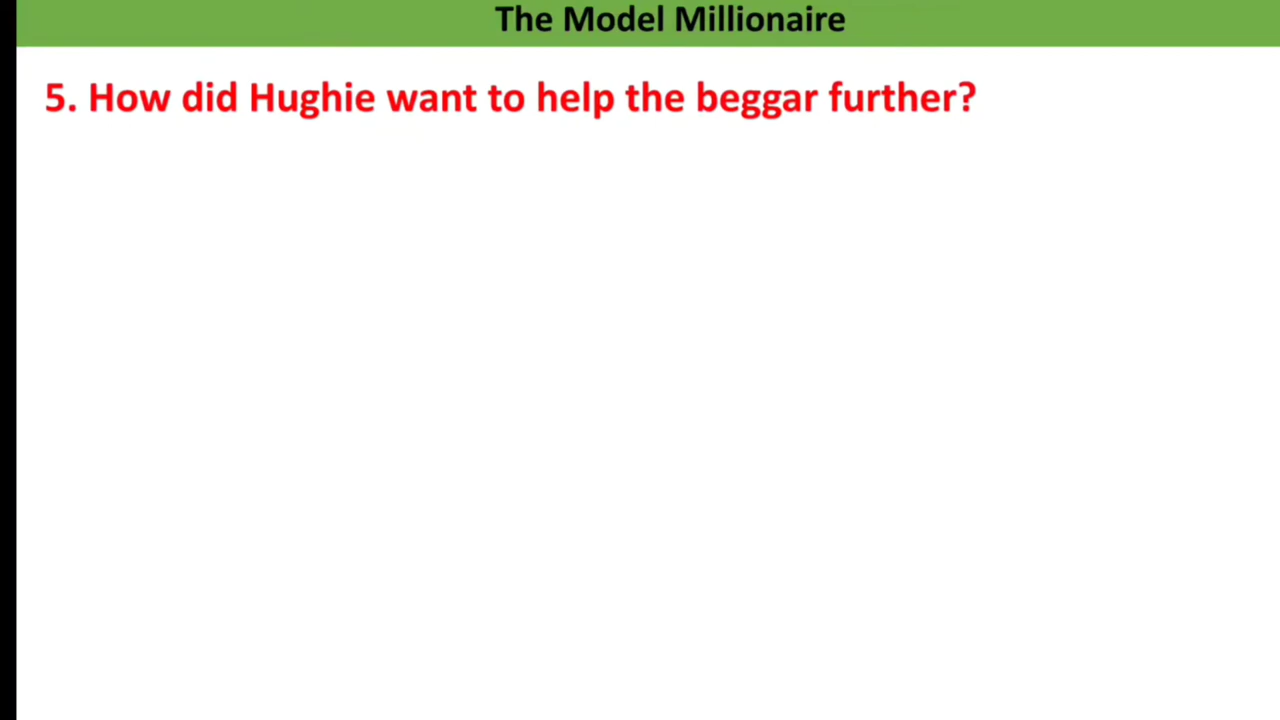 The Model Millionaire
5. How did Hughie want to help the beggar further?